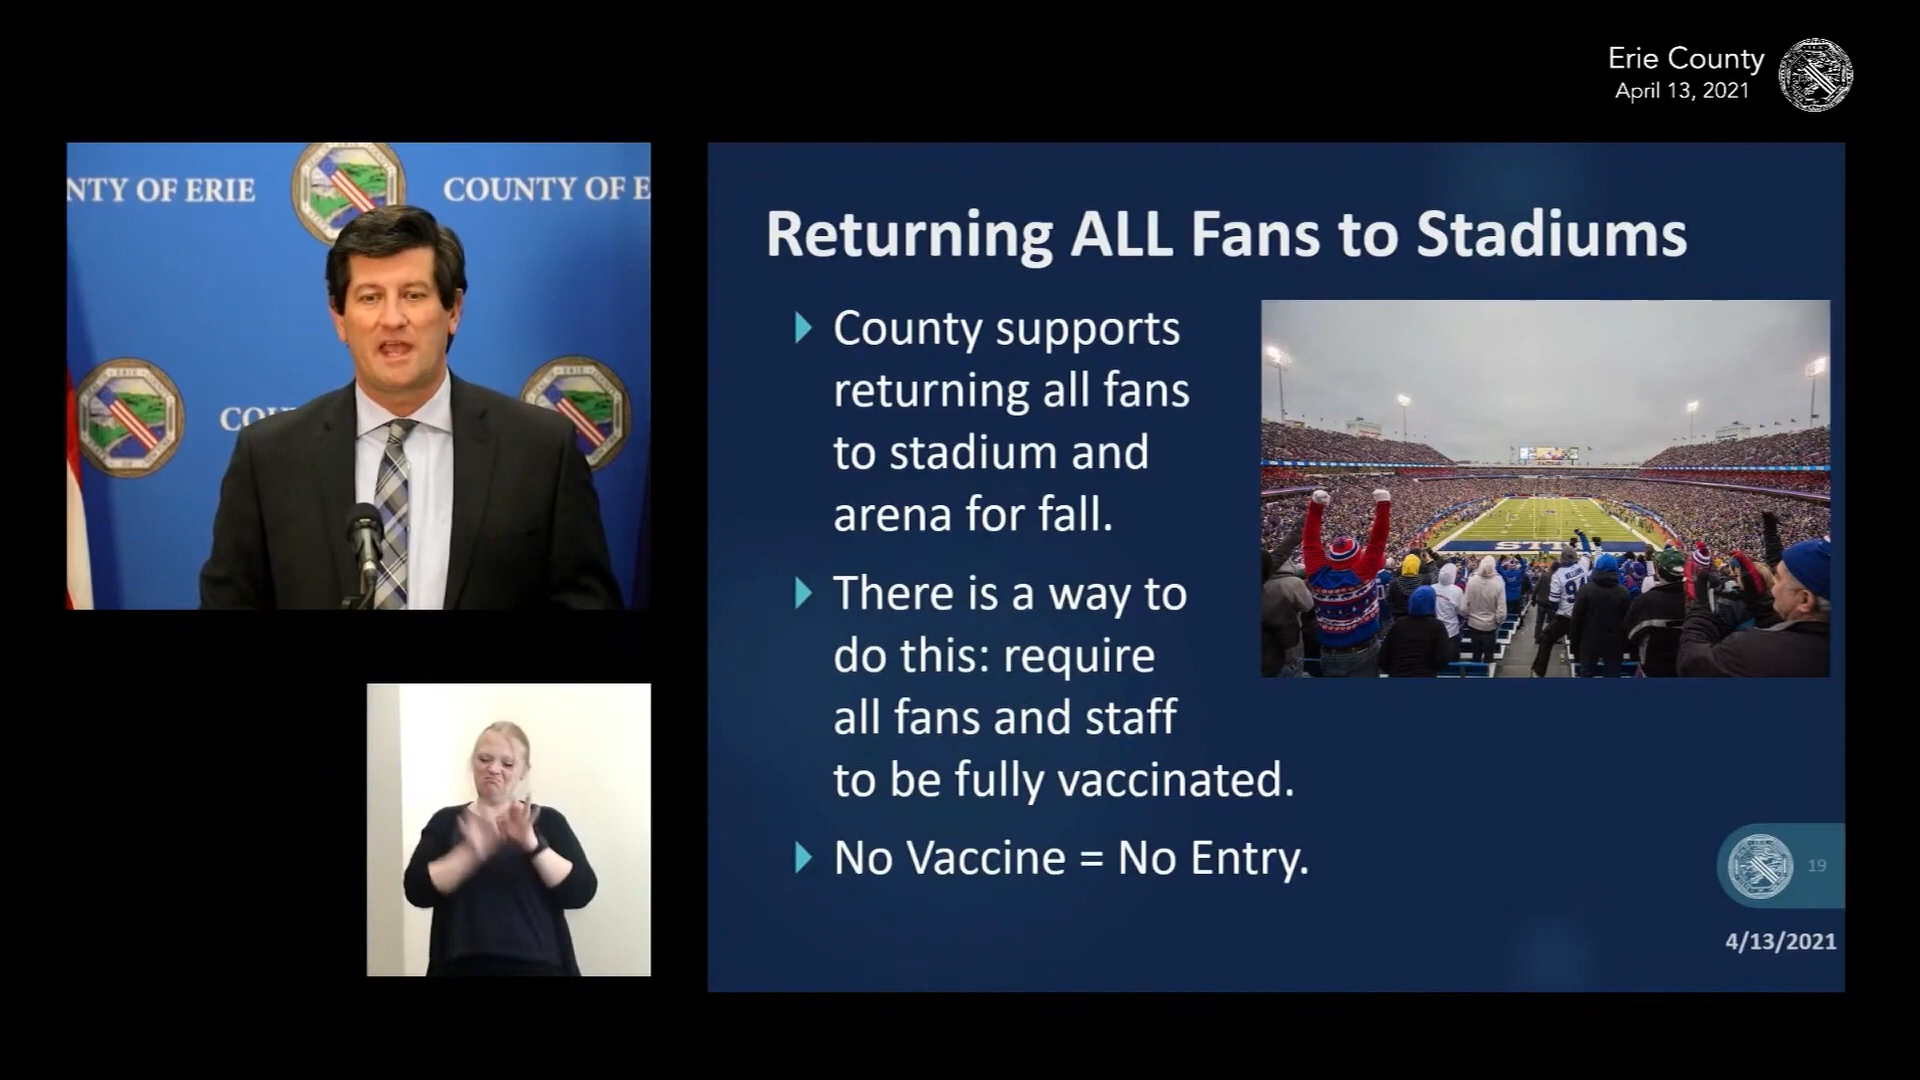 Erie County
April 13, 2021
NTY OF ERIE
COUNTY OF E
COU
Returning ALL Fans to Stadiums
County supports
returning all fans
to stadium and
arena for fall.
There is a way to
do this: require
all fans and staff
to be fully vaccinated.
No Vaccine = No Entry.
19
4/13/2021